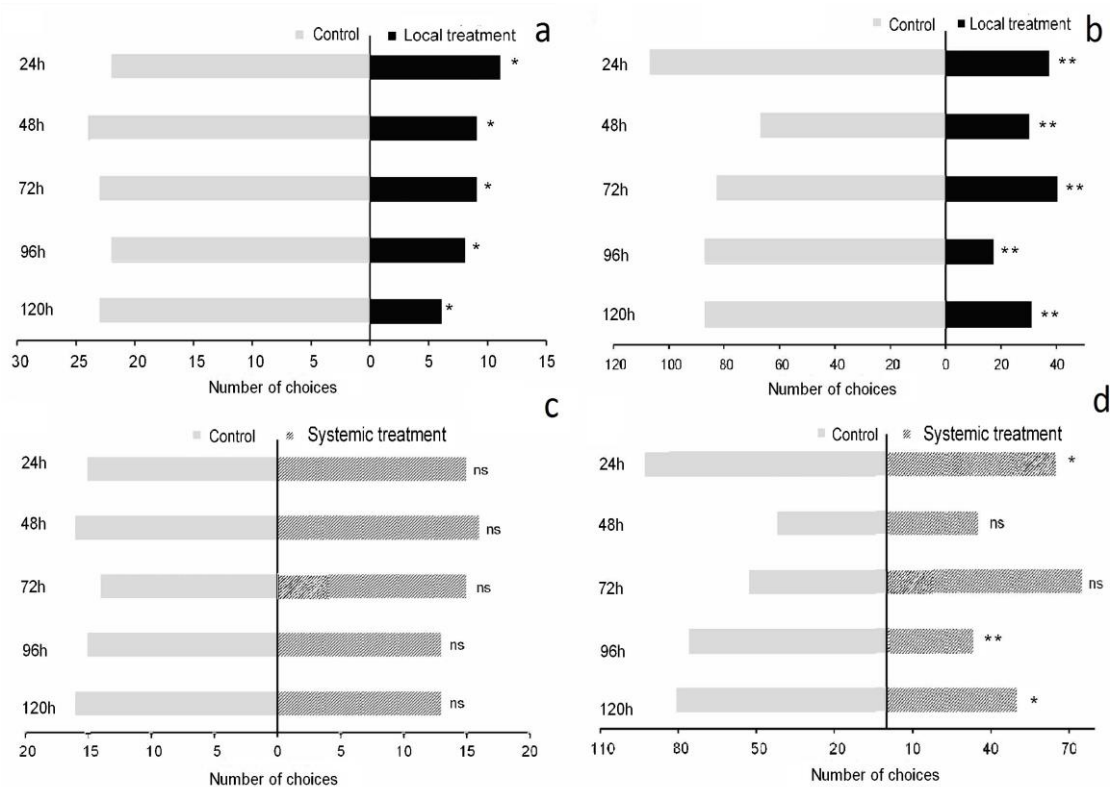 Control Local treatment a
24h *
48h *
72h *
96h *
120h *
30 25 20 15 10 5 0 5 10 15
Number of choices
Control Local treatment b
24h **
48h **
72h **
96h **
120h **
120 100 80 60 40 20 0 20 40
Number of choices
c
Control Systemic treatment
24h ns
48h ns
72h ns
96h ns
120h ns
20 15 10 5 0 5 10 15 20
Number of choices
d
Control Systemic treatment
24h *
48h ns
72h ns
96h **
120h *
110 80 50 20 10 40 70
Number of choices